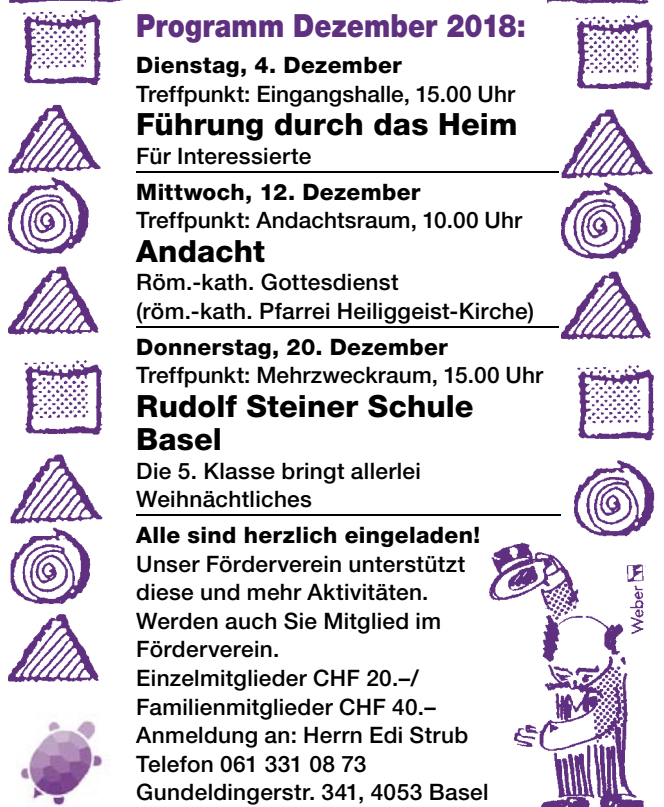 Programm Dezember 2018:
Dienstag, 4. Dezember
Treffpunkt: Eingangshalle, 15.00 Uhr
Führung durch das Heim
Für Interessierte
Mittwoch, 12. Dezember
Treffpunkt: Andachtsraum, 10.00 Uhr
Andacht
Röm.-kath. Gottesdienst
(röm.-kath. Pfarrei Heiliggeist-Kirche)
Donnerstag, 20. Dezember
Treffpunkt: Mehrzweckraum, 15.00 Uhr
Rudolf Steiner Schule
Basel
Die 5. Klasse bringt allerlei
Weihnächtliches
Alle sind herzlich eingeladen!
Unser Förderverein unterstützt
diese und mehr Aktivitäten.
Werden auch Sie Mitglied im
Förderverein.
Einzelmitglieder CHF 20.–/
Familienmitglieder CHF 40.–
Anmeldung an: Herrn Edi Strub
Telefon 061 331 08 73
Gundeldingerstr. 341, 4053 Basel
Weber